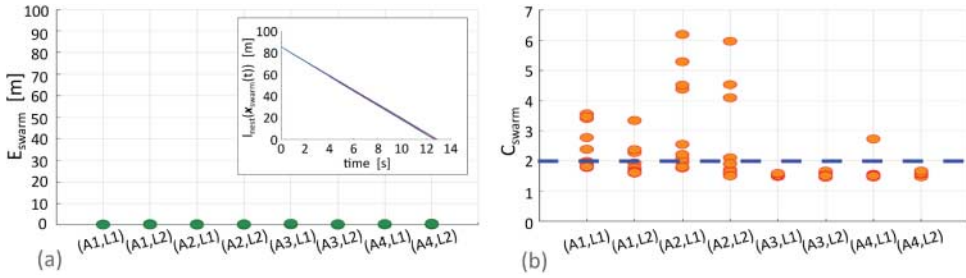 100
90
80
70
60
50
40
30
20
10
0
E_swarm [m]
(A1,L1) (A1,L2) (A2,L1) (A2,L2) (A3,L1) (A3,L2) (A4,L1) (A4,L2)
(a)
100
80
60
40
20
0
I_nest(x_swarm(t)) [m]
0 2 4 6 8 10 12 14
time [s]
7
6
5
4
3
2
1
0
C_swarm
(A1,L1) (A1,L2) (A2,L1) (A2,L2) (A3,L1) (A3,L2) (A4,L1) (A4,L2)
(b)